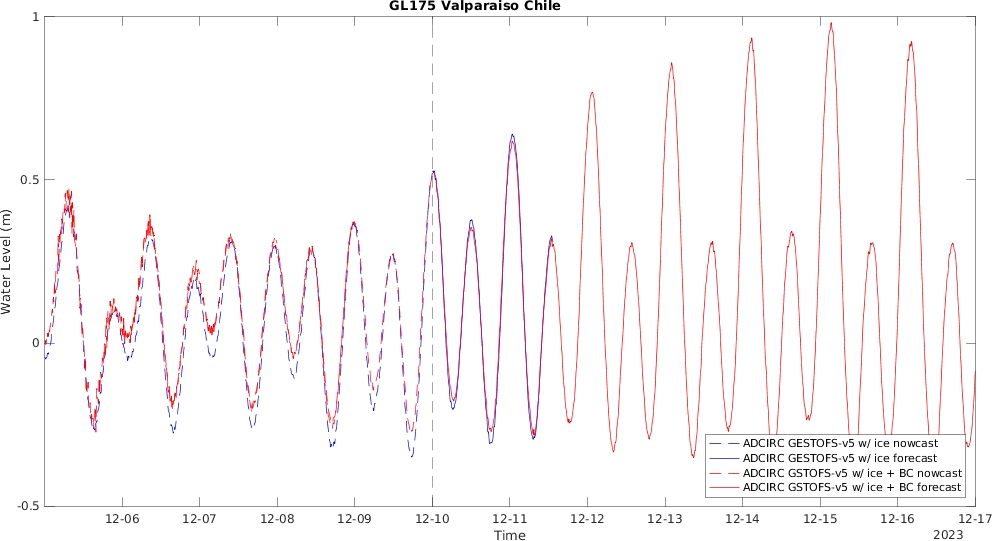 GL175 Valparaiso Chile
1
0.5
0
-0.5
Water Level (m)
12-06 12-07 12-08 12-09 12-10 12-11 12-12 12-13 12-14 12-15 12-16 12-17
Time
2023
ADCIRC GESTOFS-v5 w/ ice nowcast
ADCIRC GESTOFS-v5 w/ ice forecast
ADCIRC GSTOFS-v5 w/ ice + BC nowcast
ADCIRC GSTOFS-v5 w/ ice + BC forecast